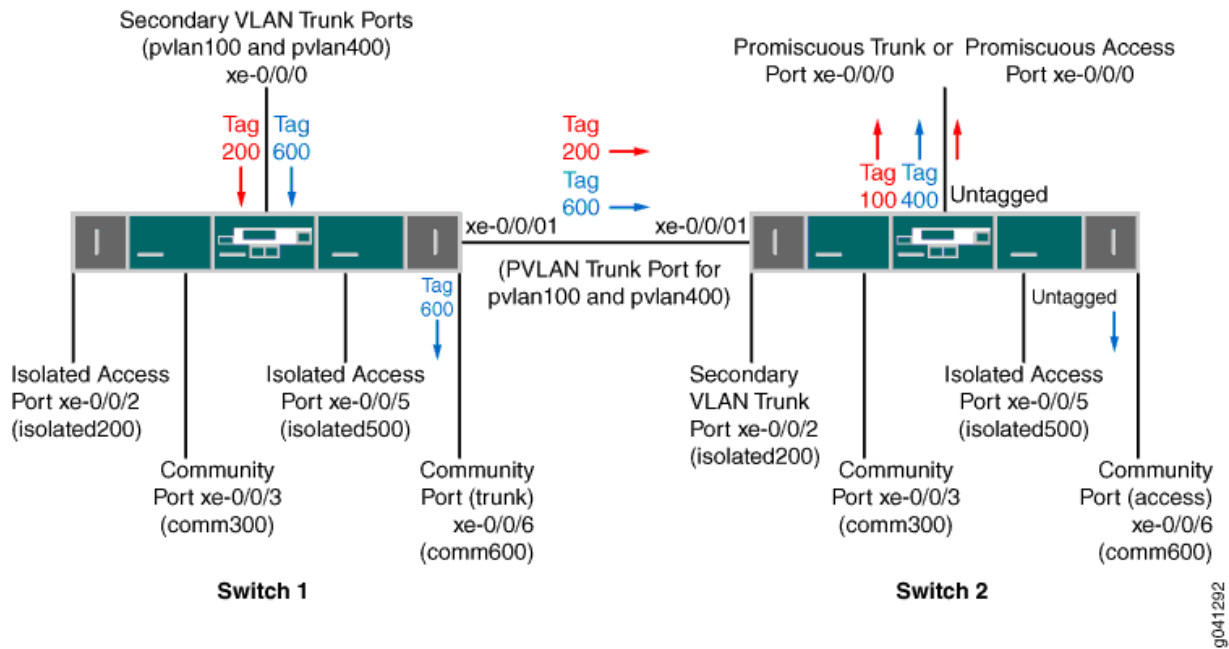 Secondary VLAN Trunk Ports
(pvlan100 and pvlan400)
xe-0/0/0
Promiscuous Trunk or
Port xe-0/0/0
Promiscuous Access
Port xe-0/0/0
Tag
200
Tag
600
Tag
200
Tag
600
Tag
100
Tag
400
Untagged
xe-0/0/01
xe-0/0/01
(PVLAN Trunk Port for
pvlan100 and pvlan400)
Tag
600
Untagged
Isolated Access
Port xe-0/0/2
(isolated200)
Isolated Access
Port xe-0/0/5
(isolated500)
Secondary
VLAN Trunk
Port xe-0/0/2
(isolated200)
Isolated Access
Port xe-0/0/5
(isolated500)
Community
Port xe-0/0/3
(comm300)
Community
Port (trunk)
xe-0/0/6
(comm600)
Community
Port xe-0/0/3
(comm300)
Community
Port (access)
xe-0/0/6
(comm600)
Switch 1
Switch 2
g041292